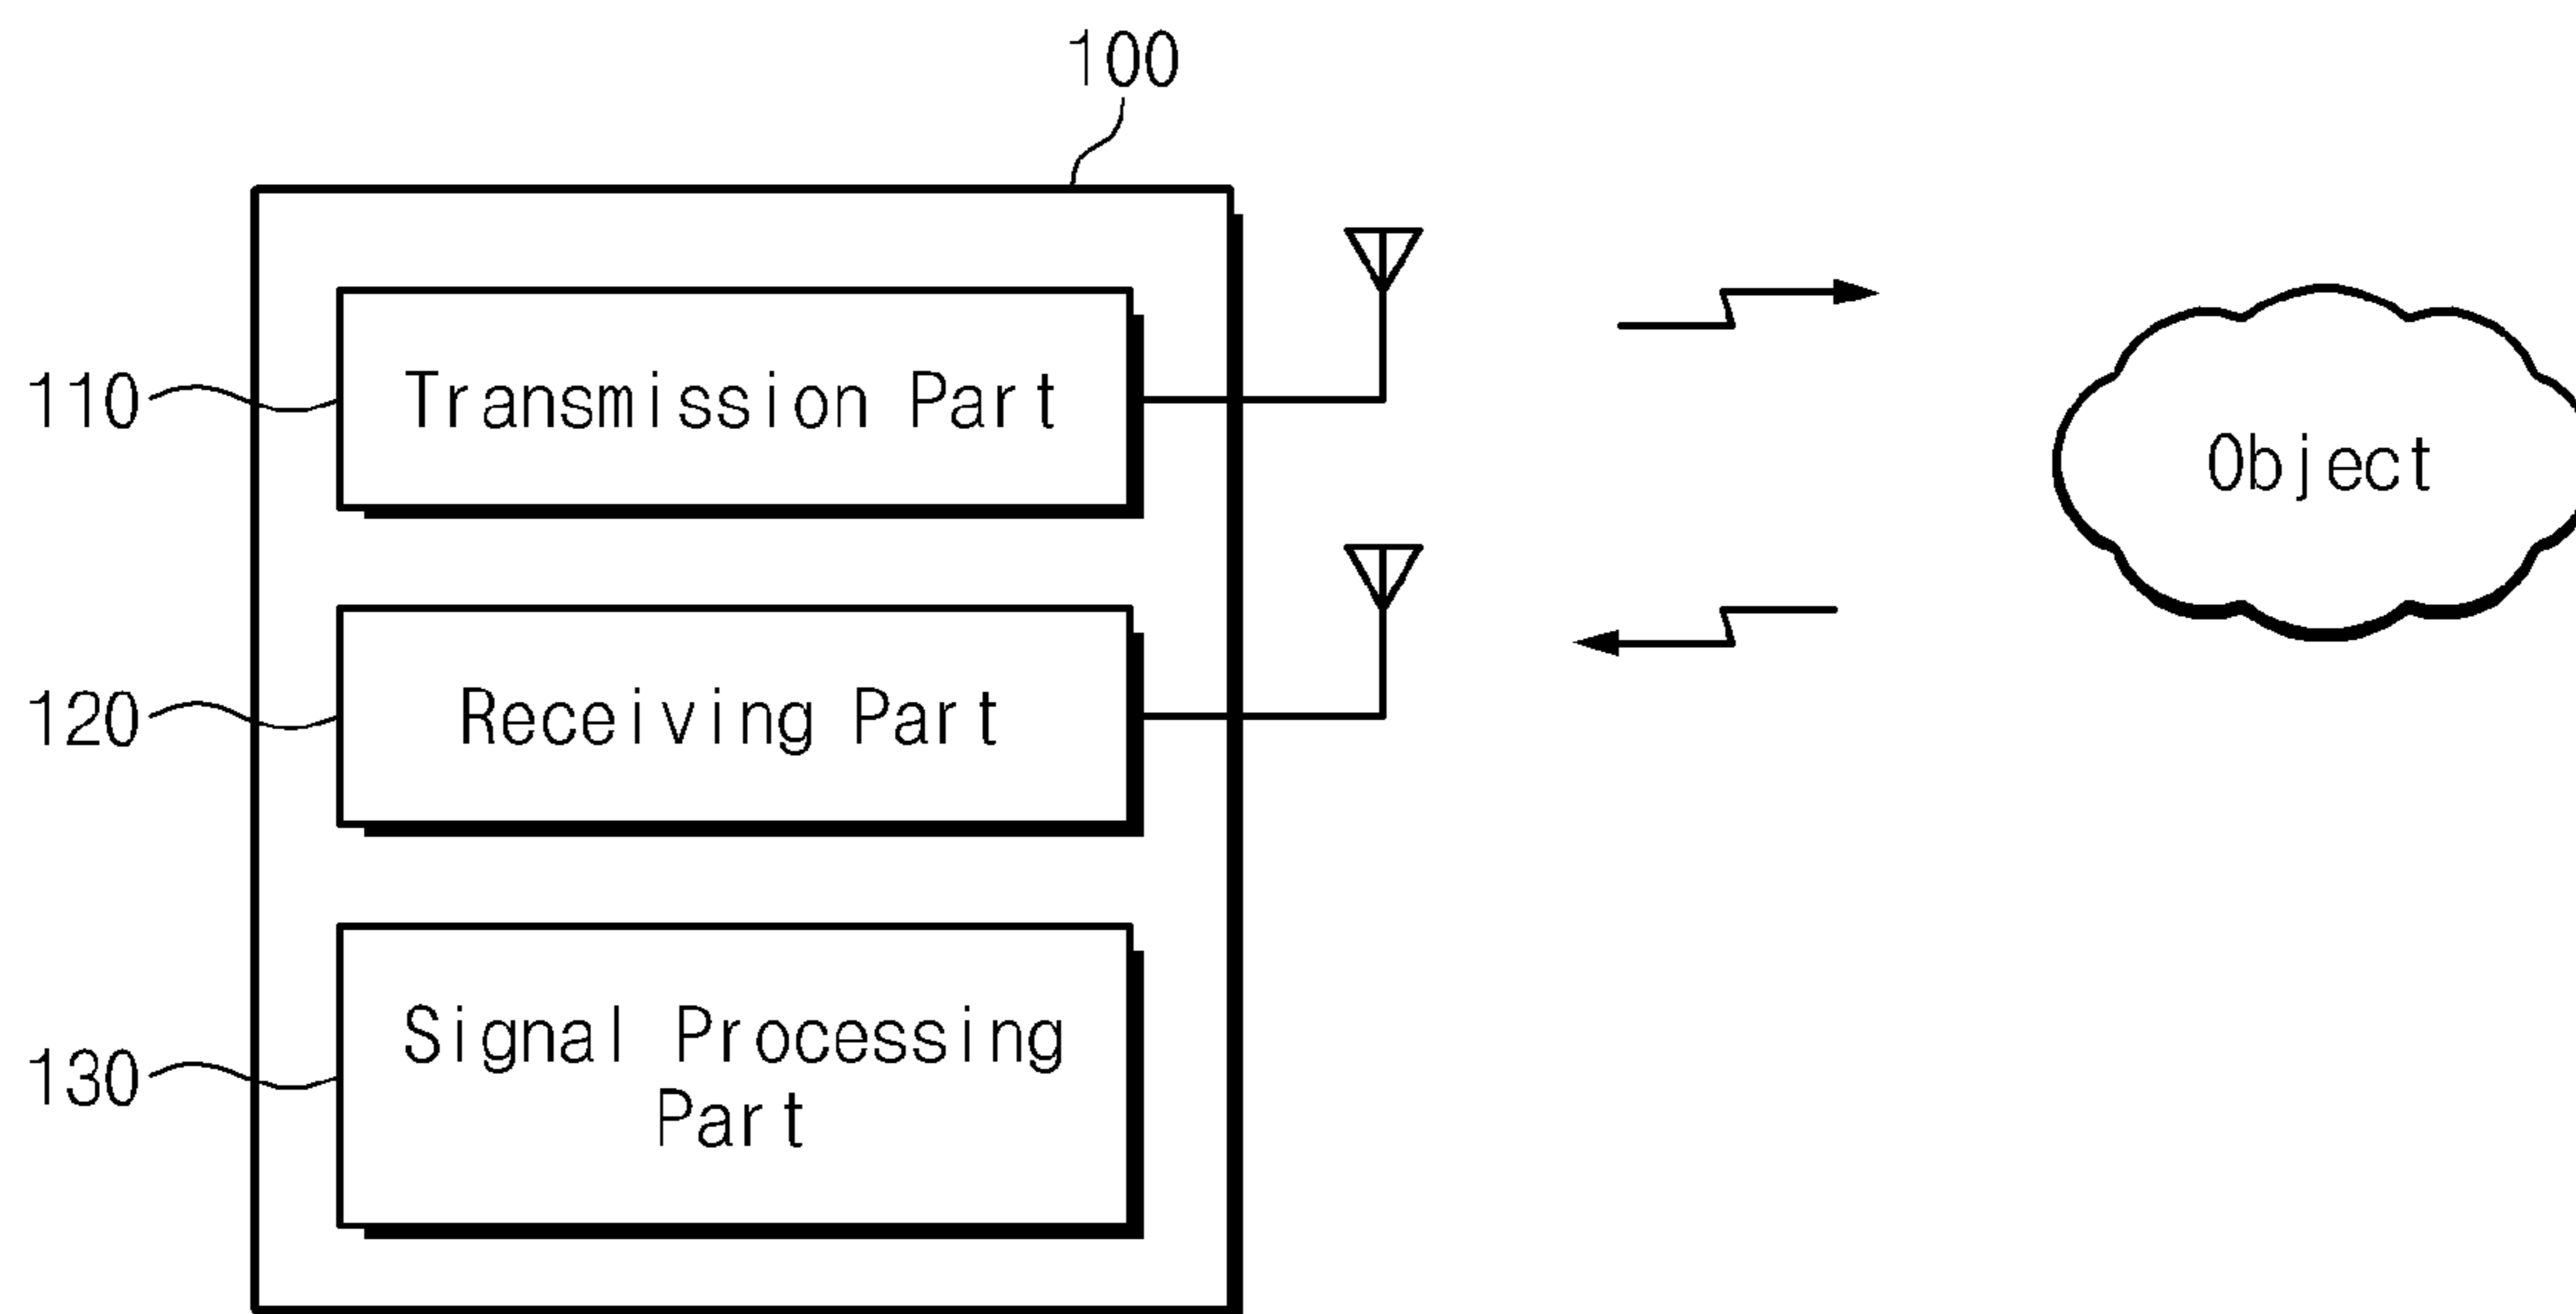 100
110
Transmission Part
Object
120
Receiving Part
130
Signal Processing
Part